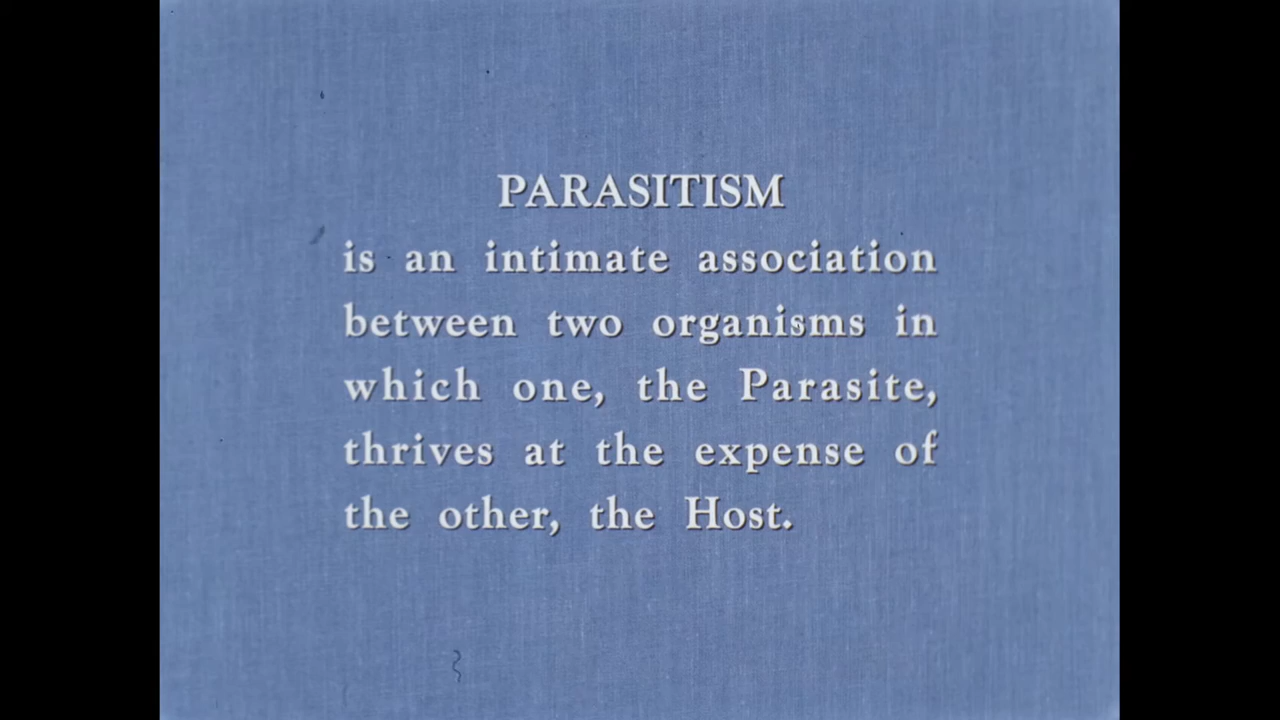 PARASITISM
is an intimate association
between two organisms in
which one, the Parasite,
thrives at the expense of
the other, the Host.